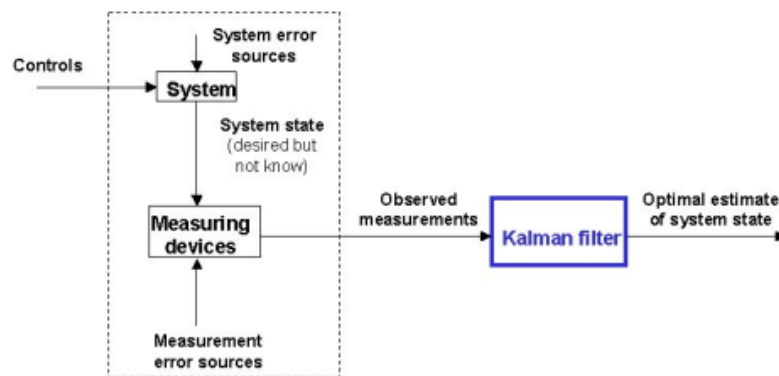 System error
sources
Controls
System
System state
(desired but
not know)
Measuring
devices
Observed
measurements
Kalman filter
Optimal estimate
of system state
Measurement
error sources